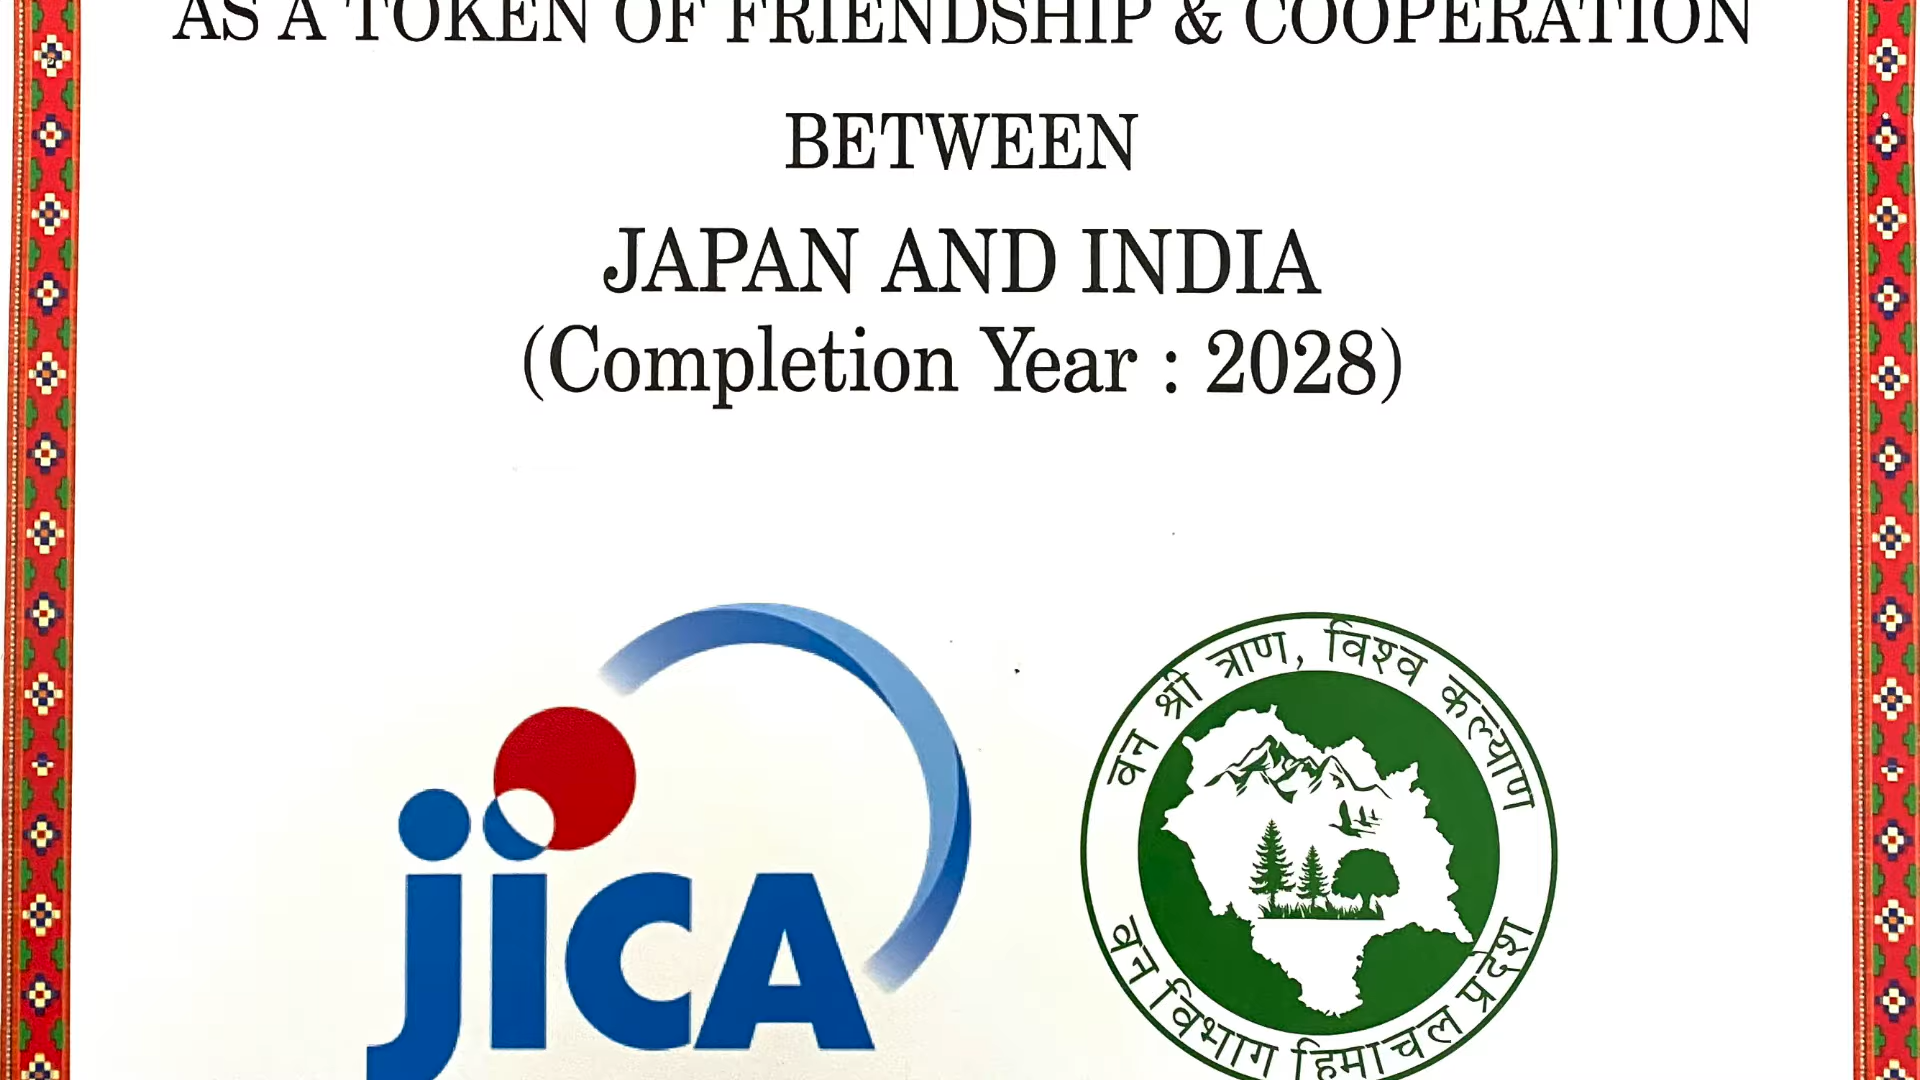 AS A TOKEN OF FRIENDSHIP & COOPERATION
BETWEEN
JAPAN AND INDIA
(Completion Year : 2028)
jICA
वन श्री त्राण, विश्व कल्याण
वन विभाग हिमाचल प्रदेश